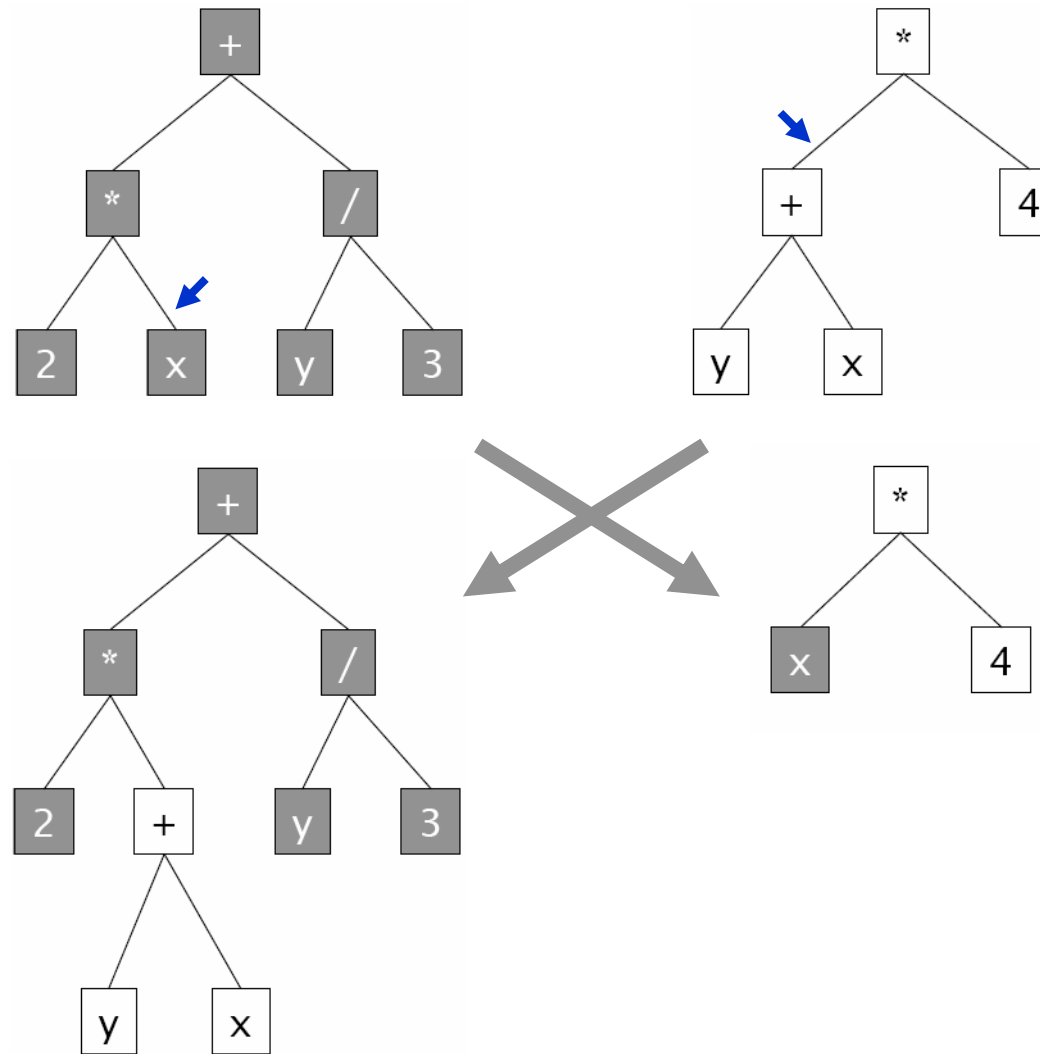 + *
* / + 4
2 x y 3 y x
+ *
* / x 4
2 + y 3
y x